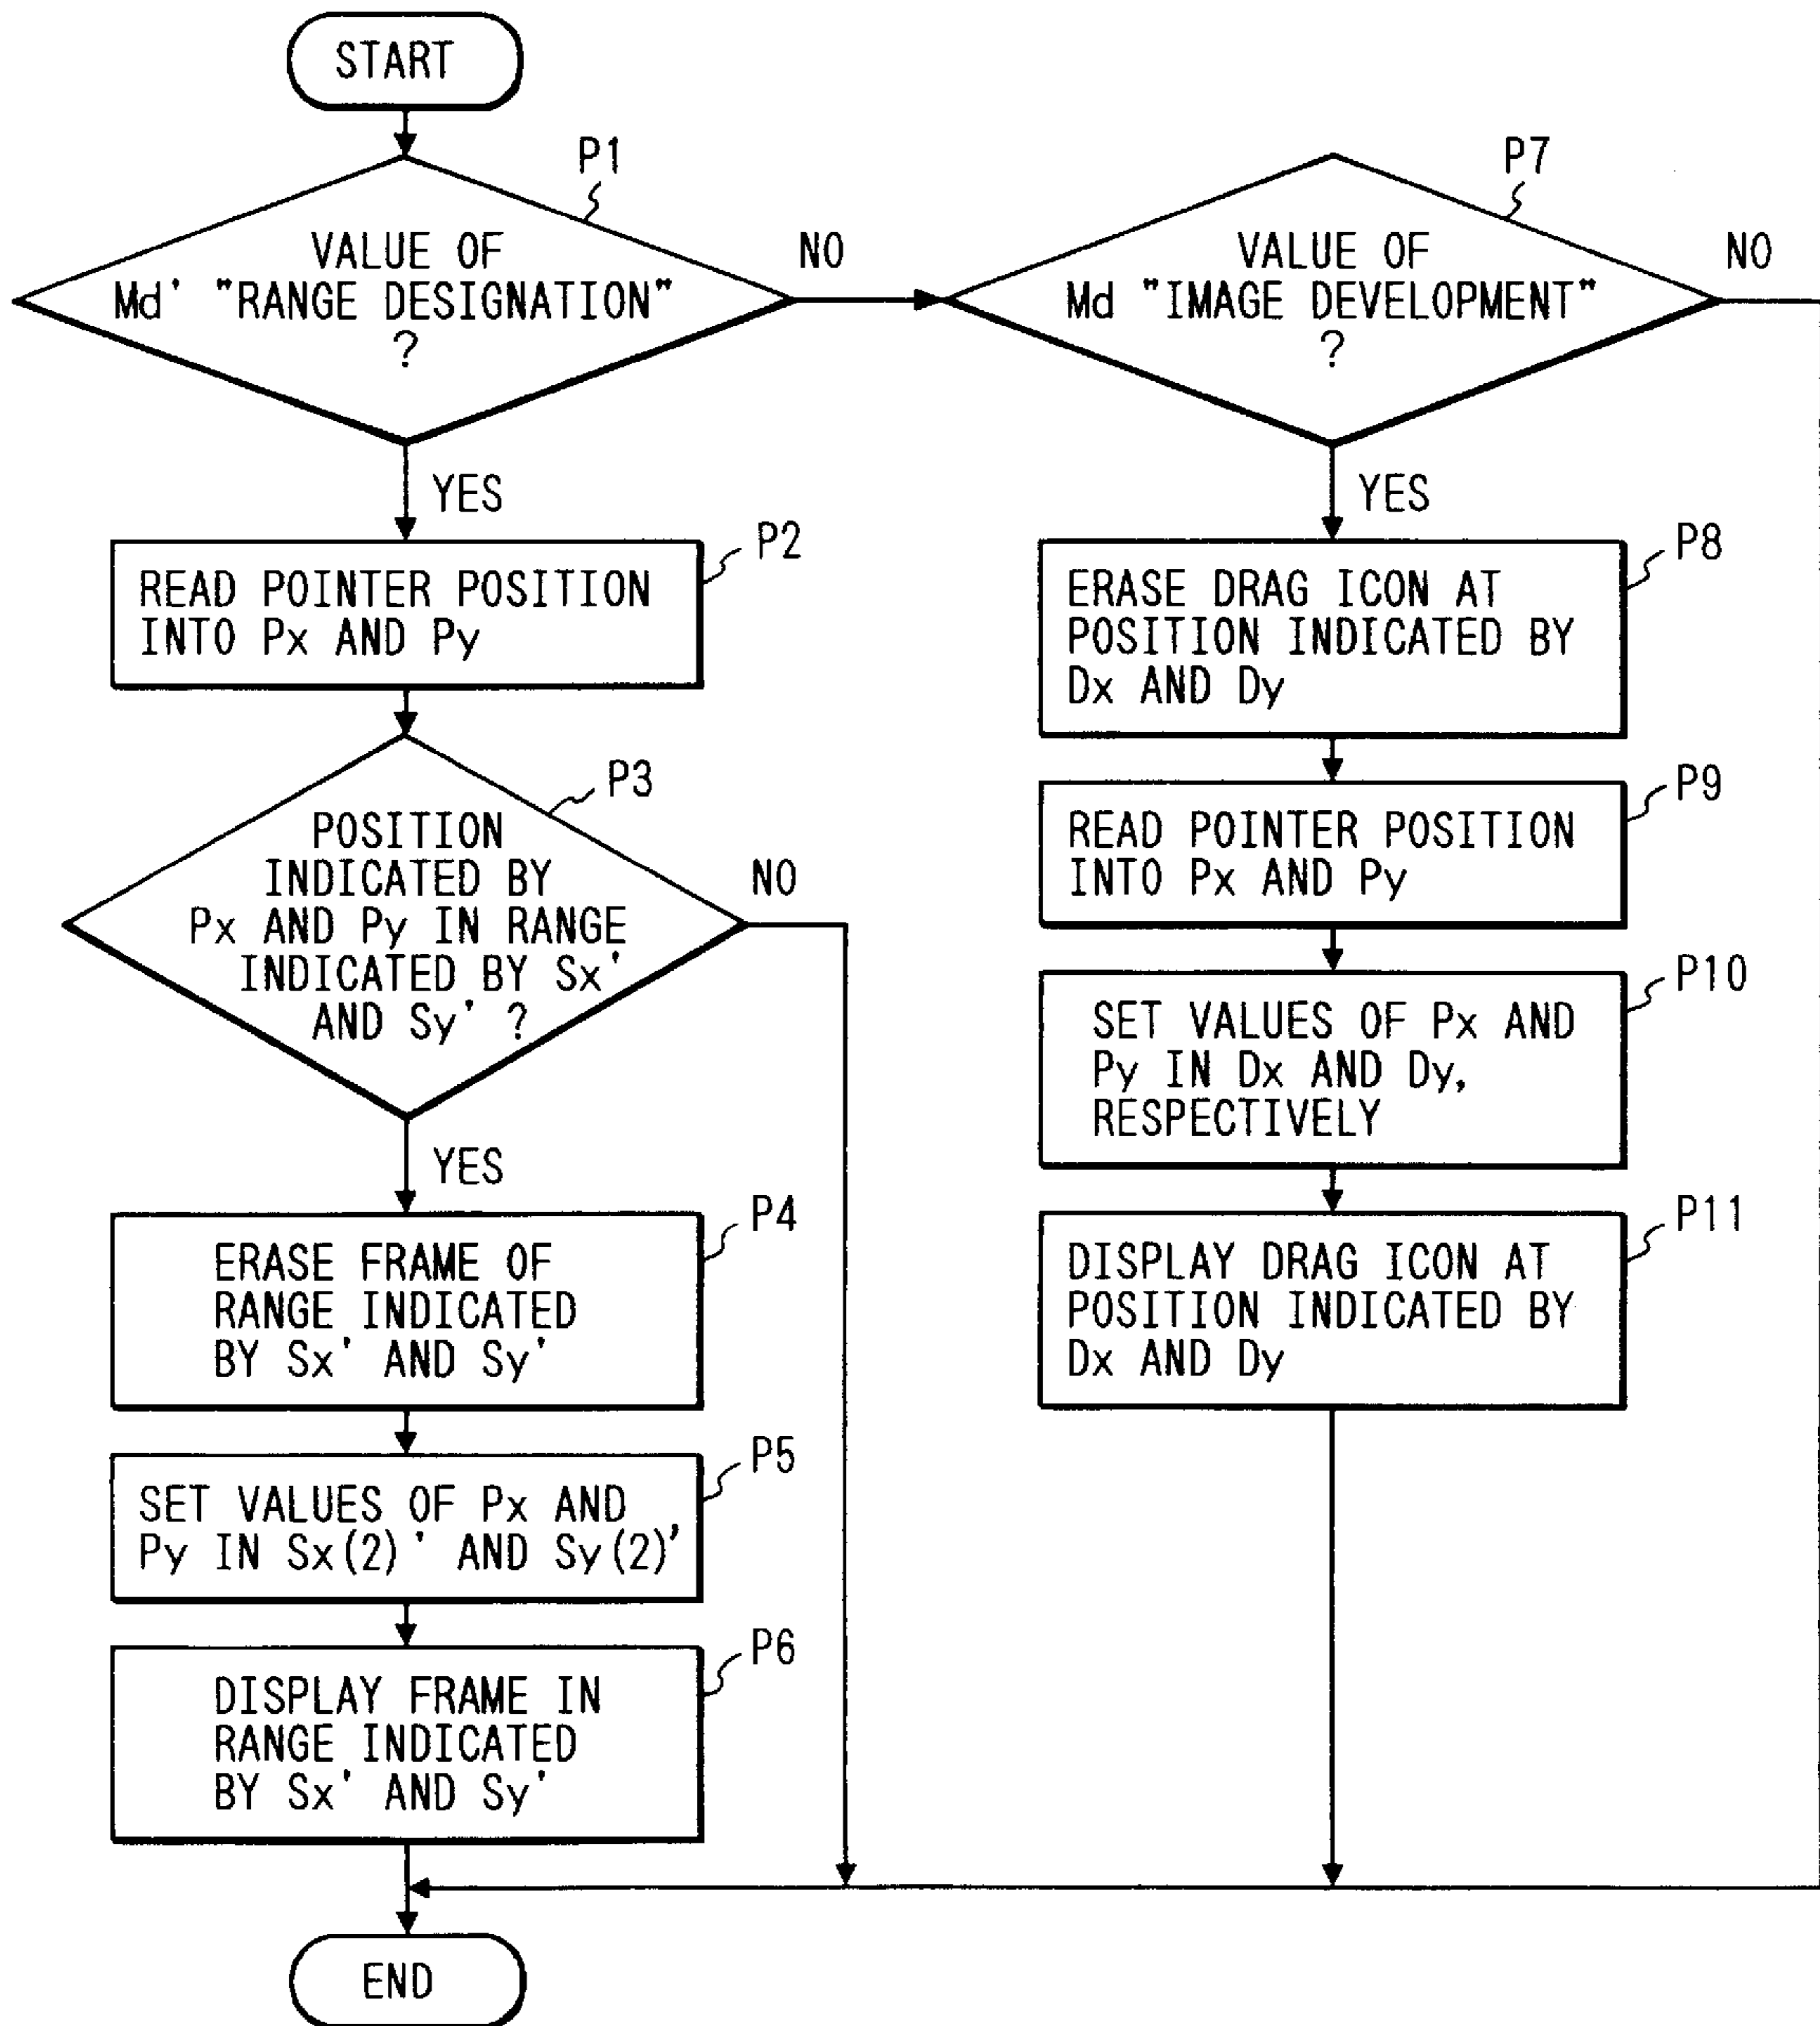 START
P1
VALUE OF
Md' "RANGE DESIGNATION"
?
NO
YES
P2
READ POINTER POSITION
INTO Px AND Py
P3
POSITION
INDICATED BY
Px AND Py IN RANGE
INDICATED BY Sx'
AND Sy' ?
NO
YES
P4
ERASE FRAME OF
RANGE INDICATED
BY Sx' AND Sy'
P5
SET VALUES OF Px AND
Py IN Sx(2)' AND Sy(2)'
P6
DISPLAY FRAME IN
RANGE INDICATED
BY Sx' AND Sy'
END
P7
VALUE OF
Md "IMAGE DEVELOPMENT"
?
NO
YES
P8
ERASE DRAG ICON AT
POSITION INDICATED BY
Dx AND Dy
P9
READ POINTER POSITION
INTO Px AND Py
P10
SET VALUES OF Px AND
Py IN Dx AND Dy,
RESPECTIVELY
P11
DISPLAY DRAG ICON AT
POSITION INDICATED BY
Dx AND Dy